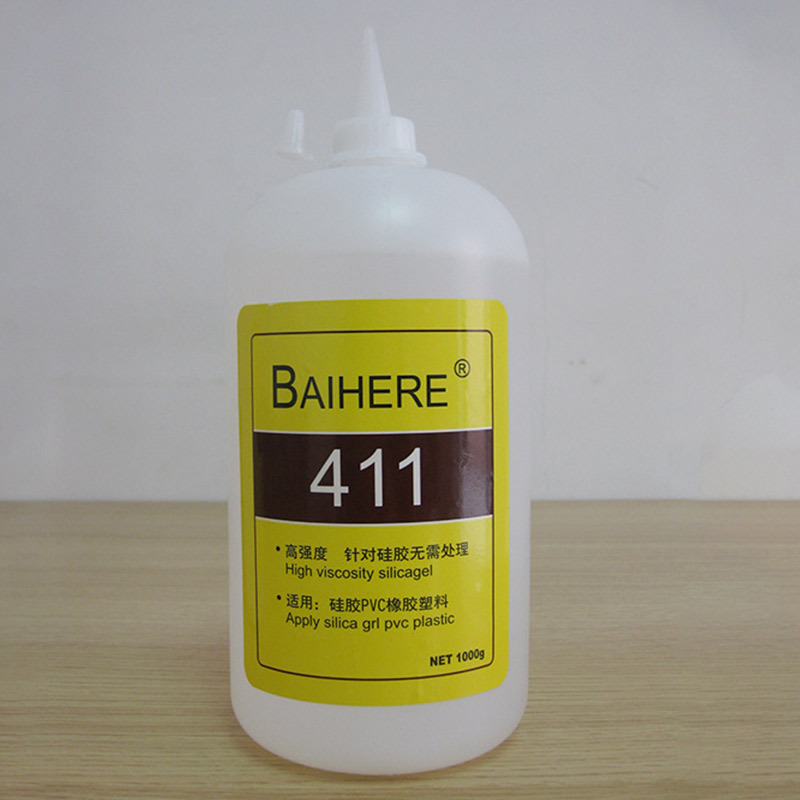 BAIHERE®
411
• 高强度 针对硅胶无需处理
High viscosity silicagel
• 适用：硅胶PVC橡胶塑料
Apply silica grl pvc plastic
NET 1000g